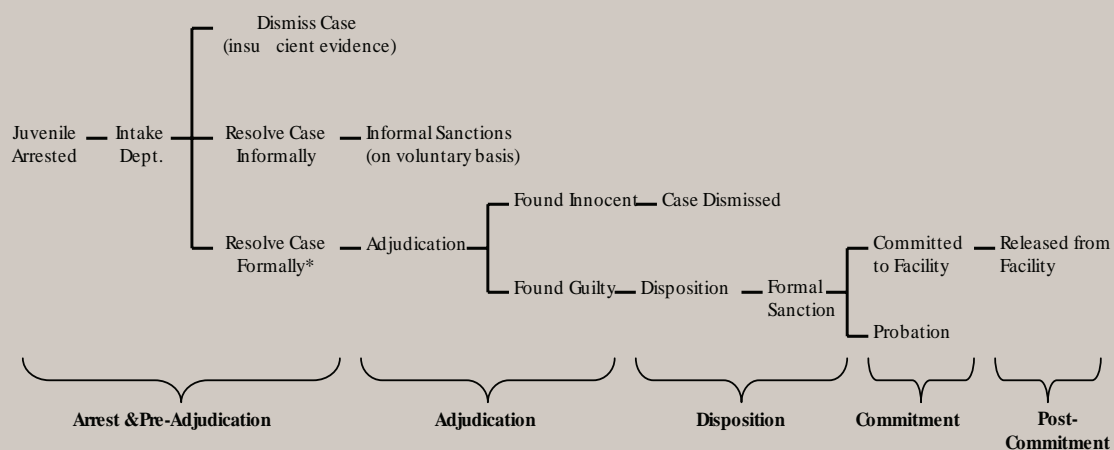 Dismiss Case
(insu cient evidence)
Juvenile
Arrested
Intake
Dept.
Resolve Case
Informally
Informal Sanctions
(on voluntary basis)
Found Innocent
Case Dismissed
Resolve Case
Formally*
Adjudication
Committed
to Facility
Released from
Facility
Found Guilty
Disposition
Formal
Sanction
Probation
Arrest &Pre-Adjudication
Adjudication
Disposition
Commitment
Post-
Commitment